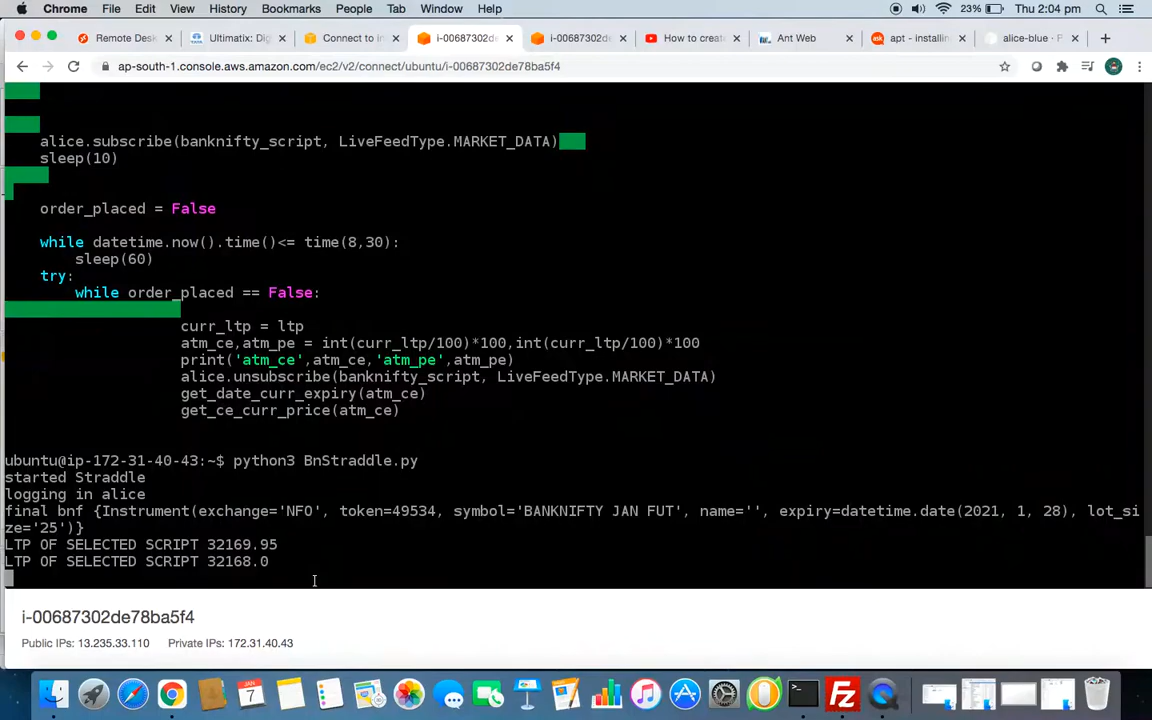 Chrome File Edit View History Bookmarks People Tab Window Help 23% Thu 2:04 pm
Remote Desk Ultimatix: Dig Connect to in i-00687302d i-00687302d How to create Ant Web apt - installin alice-blue · P
ap-south-1.console.aws.amazon.com/ec2/v2/connect/ubuntu/i-00687302de78ba5f4
alice.subscribe(banknifty_script, LiveFeedType.MARKET_DATA)
sleep(10)
order_placed = False
while datetime.now().time()<= time(8,30):
sleep(60)
try:
while order_placed == False:
curr_ltp = ltp
atm_ce,atm_pe = int(curr_ltp/100)*100,int(curr_ltp/100)*100
print('atm_ce',atm_ce,'atm_pe',atm_pe)
alice.unsubscribe(banknifty_script, LiveFeedType.MARKET_DATA)
get_date_curr_expiry(atm_ce)
get_ce_curr_price(atm_ce)
ubuntu@ip-172-31-40-43:~$ python3 BnStraddle.py
started Straddle
logging in alice
final bnf {Instrument(exchange='NFO', token=49534, symbol='BANKNIFTY JAN FUT', name='', expiry=datetime.date(2021, 1, 28), lot_si
ze='25')}
LTP OF SELECTED SCRIPT 32169.95
LTP OF SELECTED SCRIPT 32168.0
i-00687302de78ba5f4
Public IPs: 13.235.33.110 Private IPs: 172.31.40.43
JAN
7